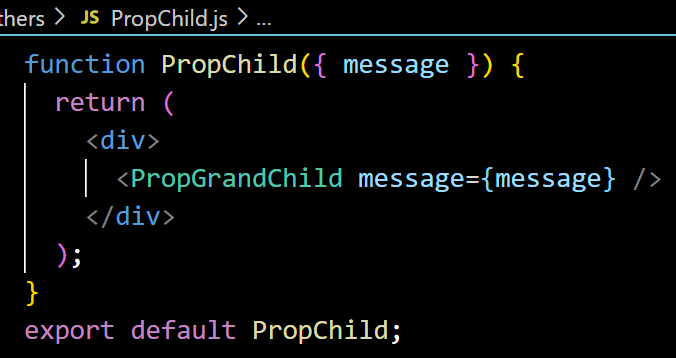 thers > JS PropChild.js > ...
function PropChild({ message }) {
return (
<div>
<PropGrandChild message={message} />
</div>
);
}
export default PropChild;